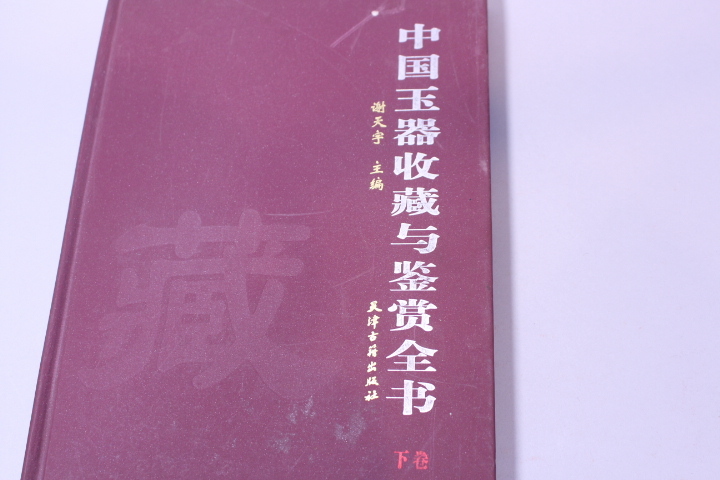 中国玉器收藏与鉴赏全书
谢天宇 主编
天津古籍出版社
下卷
藏